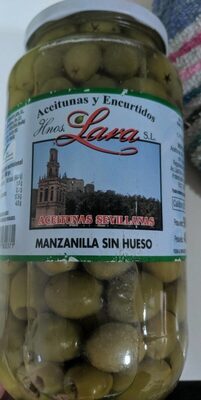 Aceitunas y Encurtidos
Hnos. Lara S.L.
ACEITUNAS SEVILLANAS
MANZANILLA SIN HUESO